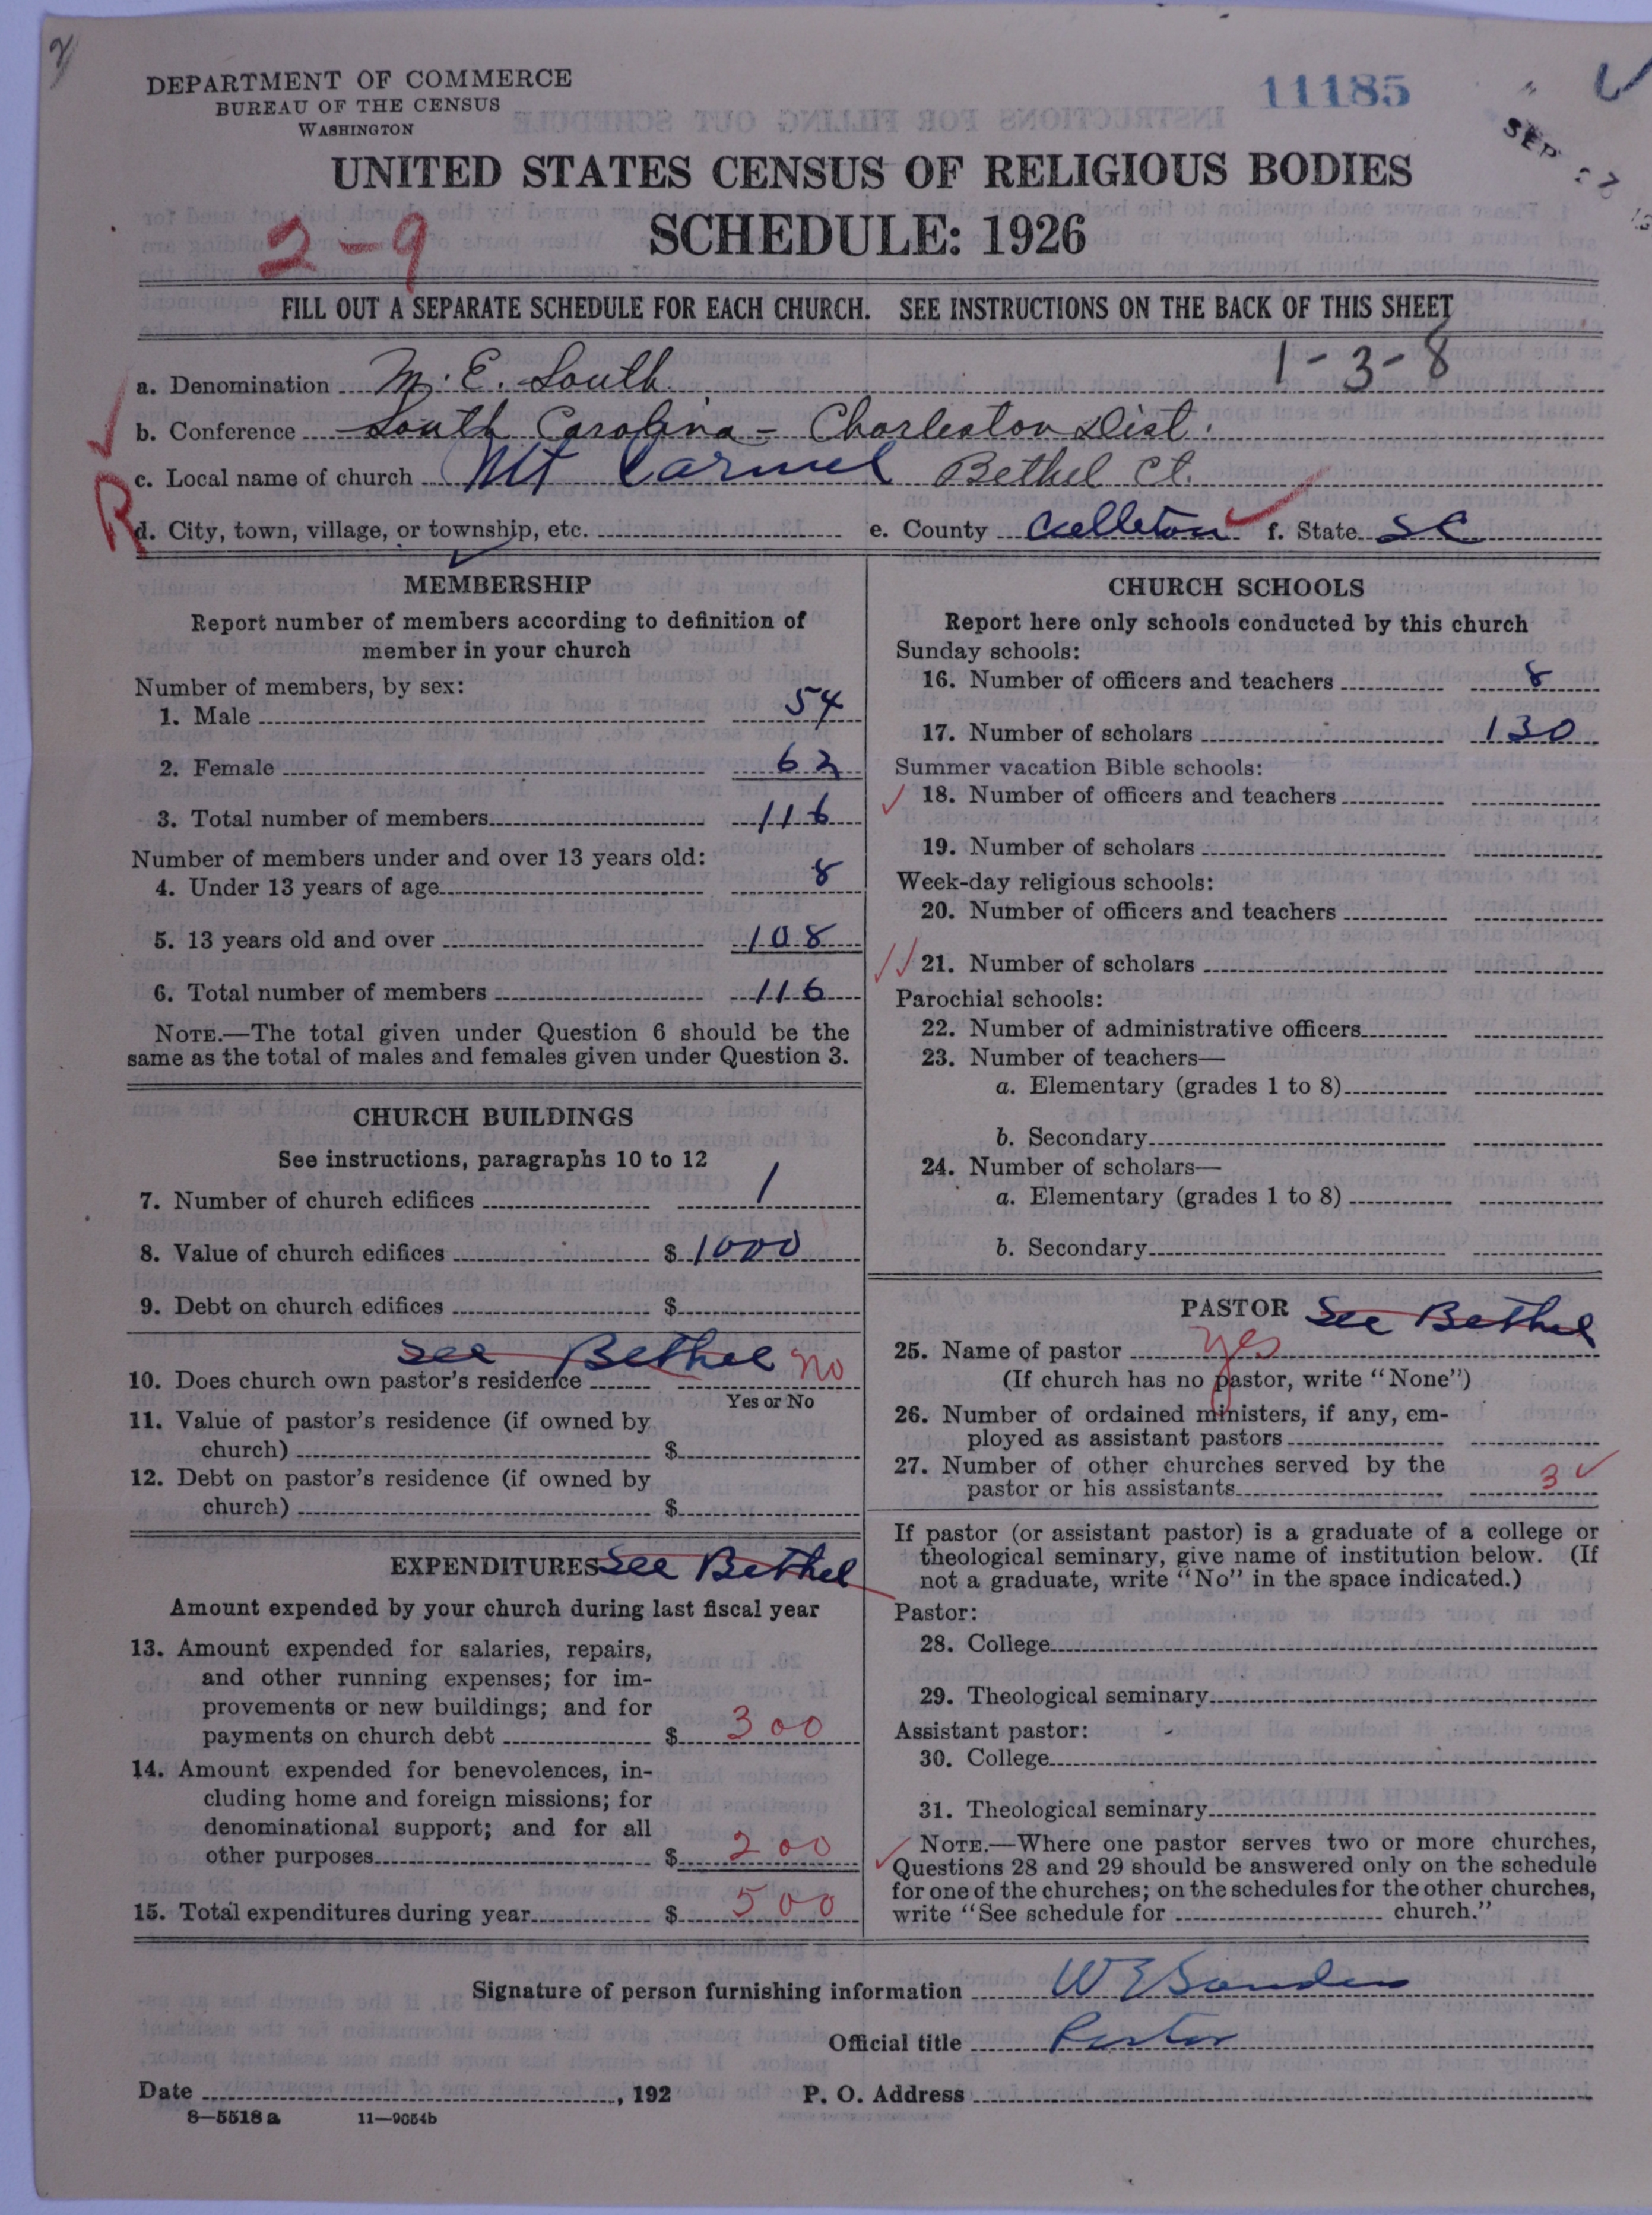 DEPARTMENT OF COMMERCE
BUREAU OF THE CENSUS
WASHINGTON
11185
SEP 27
UNITED STATES CENSUS OF RELIGIOUS BODIES
SCHEDULE: 1926
2-9
FILL OUT A SEPARATE SCHEDULE FOR EACH CHURCH. SEE INSTRUCTIONS ON THE BACK OF THIS SHEET
1-3-8
a. Denomination M. E. South
b. Conference South Carolina - Charleston Dist.
c. Local name of church Mt Carmel Bethel Ct.
R
d. City, town, village, or township, etc. e. County Colleton f. State SC
MEMBERSHIP
Report number of members according to definition of
member in your church
Number of members, by sex:
1. Male 54
2. Female 62
3. Total number of members 116
Number of members under and over 13 years old:
4. Under 13 years of age 8
5. 13 years old and over 108
6. Total number of members 116
NOTE.—The total given under Question 6 should be the
same as the total of males and females given under Question 3.
CHURCH BUILDINGS
See instructions, paragraphs 10 to 12
7. Number of church edifices 1
8. Value of church edifices $ 1000
9. Debt on church edifices $
see Bethel no
10. Does church own pastor's residence
Yes or No
11. Value of pastor's residence (if owned by
church) $
12. Debt on pastor's residence (if owned by
church) $
EXPENDITURES See Bethel
Amount expended by your church during last fiscal year
13. Amount expended for salaries, repairs,
and other running expenses; for im-
provements or new buildings; and for
payments on church debt $ 300
14. Amount expended for benevolences, in-
cluding home and foreign missions; for
denominational support; and for all
other purposes $ 200
15. Total expenditures during year $ 500
CHURCH SCHOOLS
Report here only schools conducted by this church
Sunday schools:
16. Number of officers and teachers 8
17. Number of scholars 130
Summer vacation Bible schools:
18. Number of officers and teachers
19. Number of scholars
Week-day religious schools:
20. Number of officers and teachers
21. Number of scholars
Parochial schools:
22. Number of administrative officers
23. Number of teachers—
a. Elementary (grades 1 to 8)
b. Secondary
24. Number of scholars—
a. Elementary (grades 1 to 8)
b. Secondary
PASTOR See Bethel
25. Name of pastor yes
(If church has no pastor, write "None")
26. Number of ordained ministers, if any, em-
ployed as assistant pastors
27. Number of other churches served by the
pastor or his assistants 3
If pastor (or assistant pastor) is a graduate of a college or
theological seminary, give name of institution below. (If
not a graduate, write "No" in the space indicated.)
Pastor:
28. College
29. Theological seminary
Assistant pastor:
30. College
31. Theological seminary
NOTE.—Where one pastor serves two or more churches,
Questions 28 and 29 should be answered only on the schedule
for one of the churches; on the schedules for the other churches,
write "See schedule for church."
Signature of person furnishing information W E Sanders
Official title Pastor
Date , 192 P. O. Address
8—5518 a 11—9054b